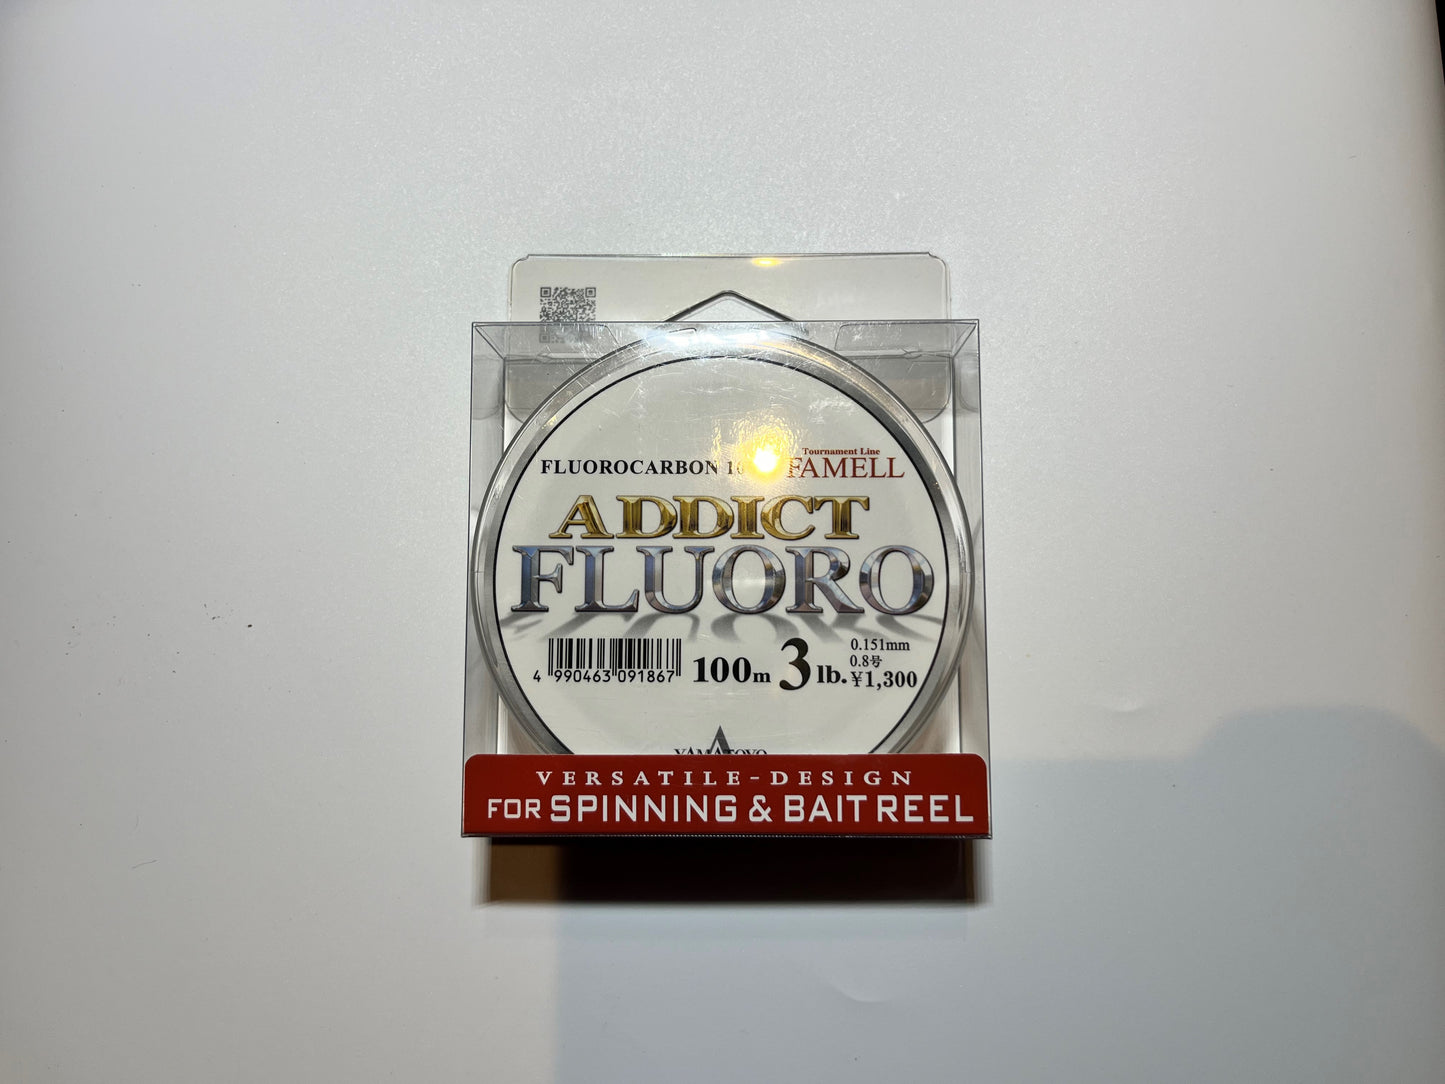 Tournament Line
FLUOROCARBON
FAMELL
ADDICT
FLUORO
4 990463 091867
100m 3 lb.
0.151mm
0.8号
¥1,300
YAMATOYO
VERSATILE-DESIGN
FOR SPINNING & BAIT REEL